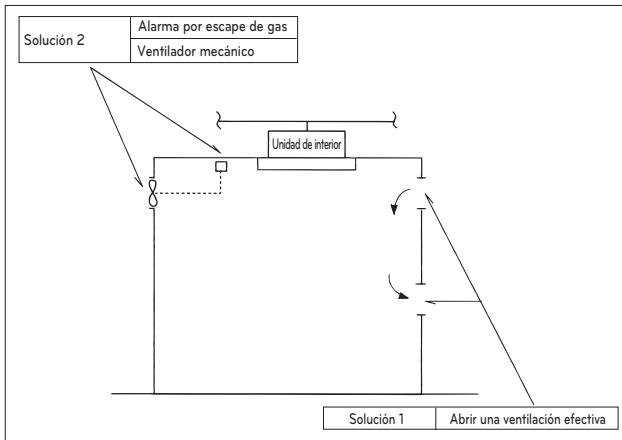 Solución 2
Alarma por escape de gas
Ventilador mecánico
Unidad de interior
Solución 1
Abrir una ventilación efectiva